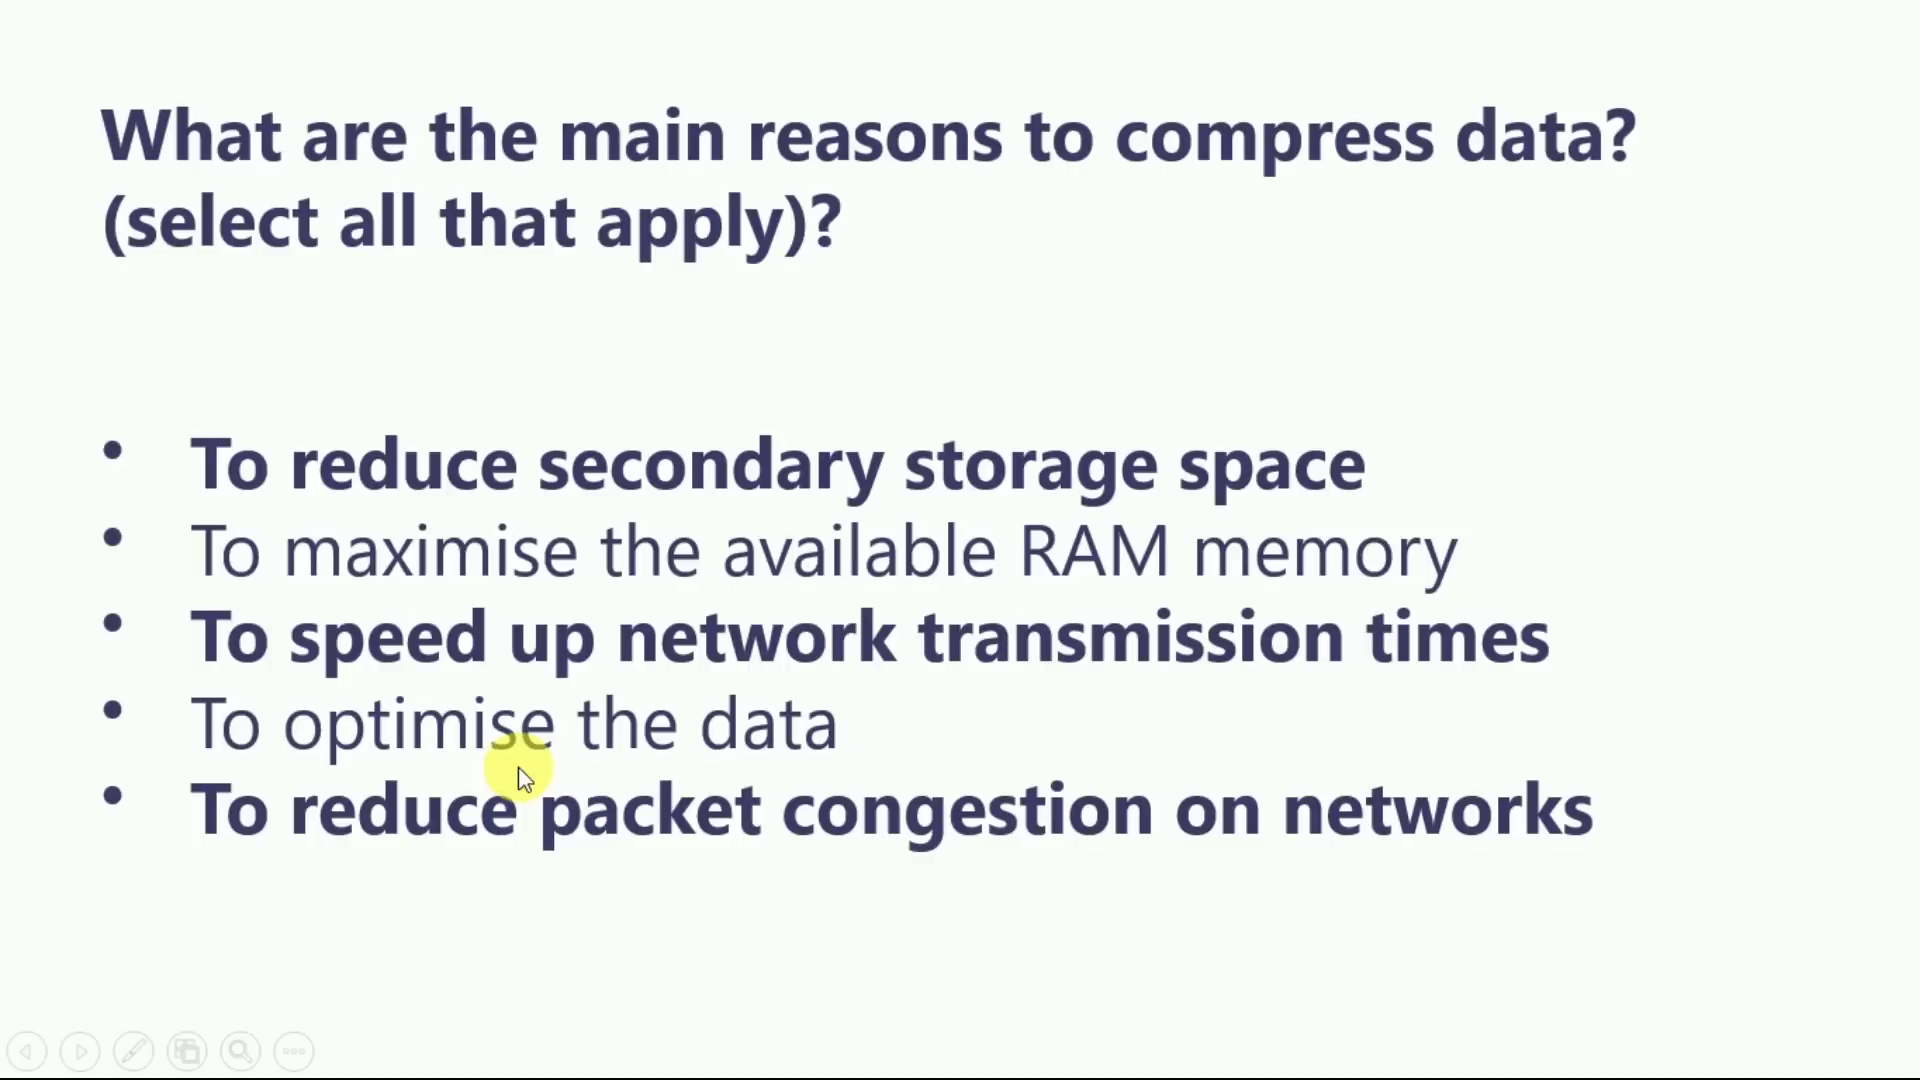 What are the main reasons to compress data?
(select all that apply)?
• To reduce secondary storage space
• To maximise the available RAM memory
• To speed up network transmission times
• To optimise the data
• To reduce packet congestion on networks